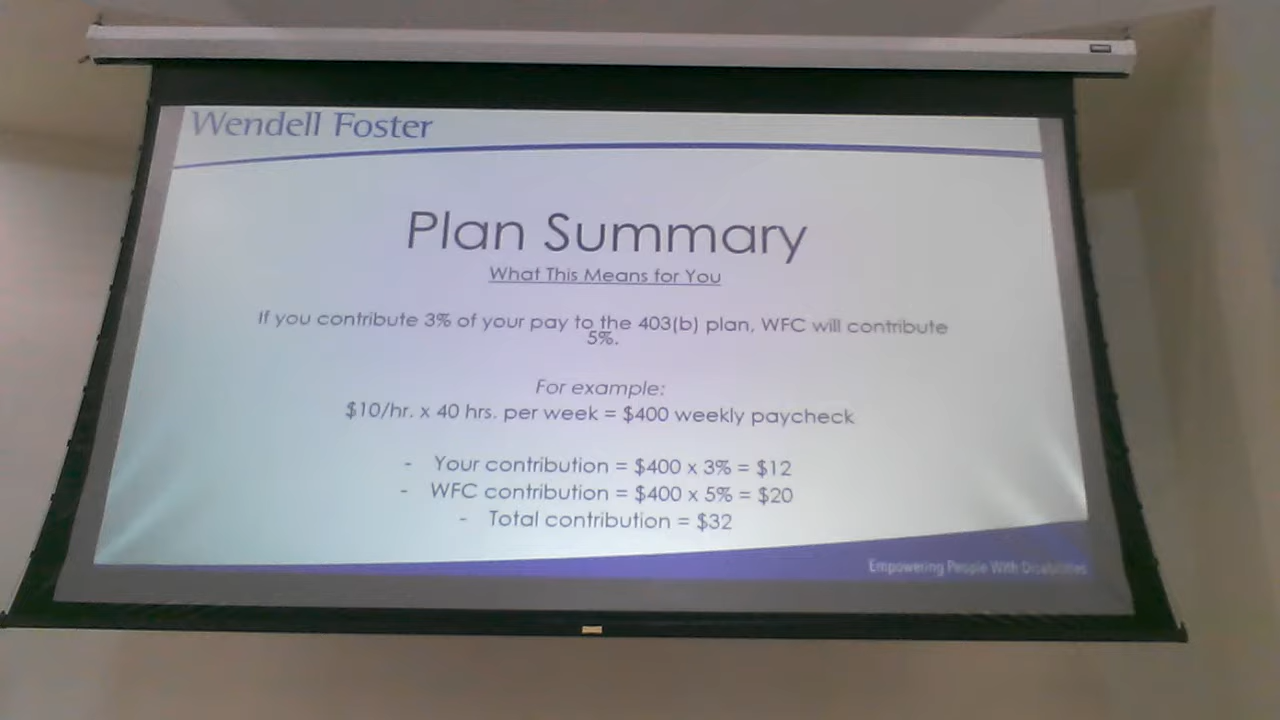 Wendell Foster
Plan Summary
What This Means for You
If you contribute 3% of your pay to the 403(b) plan, WFC will contribute
5%.
For example:
$10/hr. x 40 hrs. per week = $400 weekly paycheck
- Your contribution = $400 x 3% = $12
- WFC contribution = $400 x 5% = $20
- Total contribution = $32
Empowering People With Disabilities